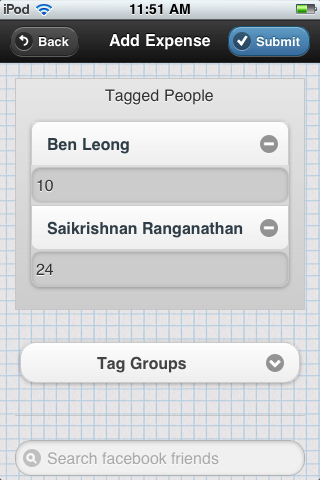 iPod 11:51 AM
Back Add Expense Submit
Tagged People
Ben Leong
10
Saikrishnan Ranganathan
24
Tag Groups
Search facebook friends